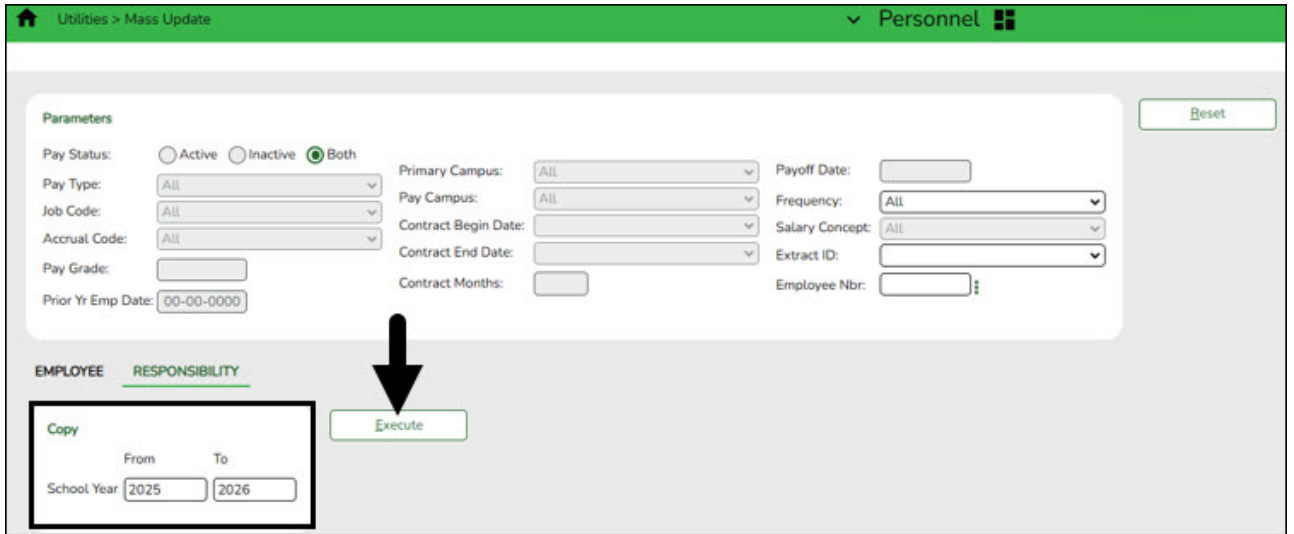 Utilities > Mass Update
Personnel
Reset
Parameters
Pay Status: Active Inactive Both
Pay Type: All
Job Code: All
Accrual Code: All
Pay Grade:
Prior Yr Emp Date: 00-00-0000
Primary Campus: All
Pay Campus: All
Contract Begin Date:
Contract End Date:
Contract Months:
Payoff Date:
Frequency: All
Salary Concept: All
Extract ID:
Employee Nbr:
EMPLOYEE RESPONSIBILITY
Execute
Copy
From To
School Year 2025 2026